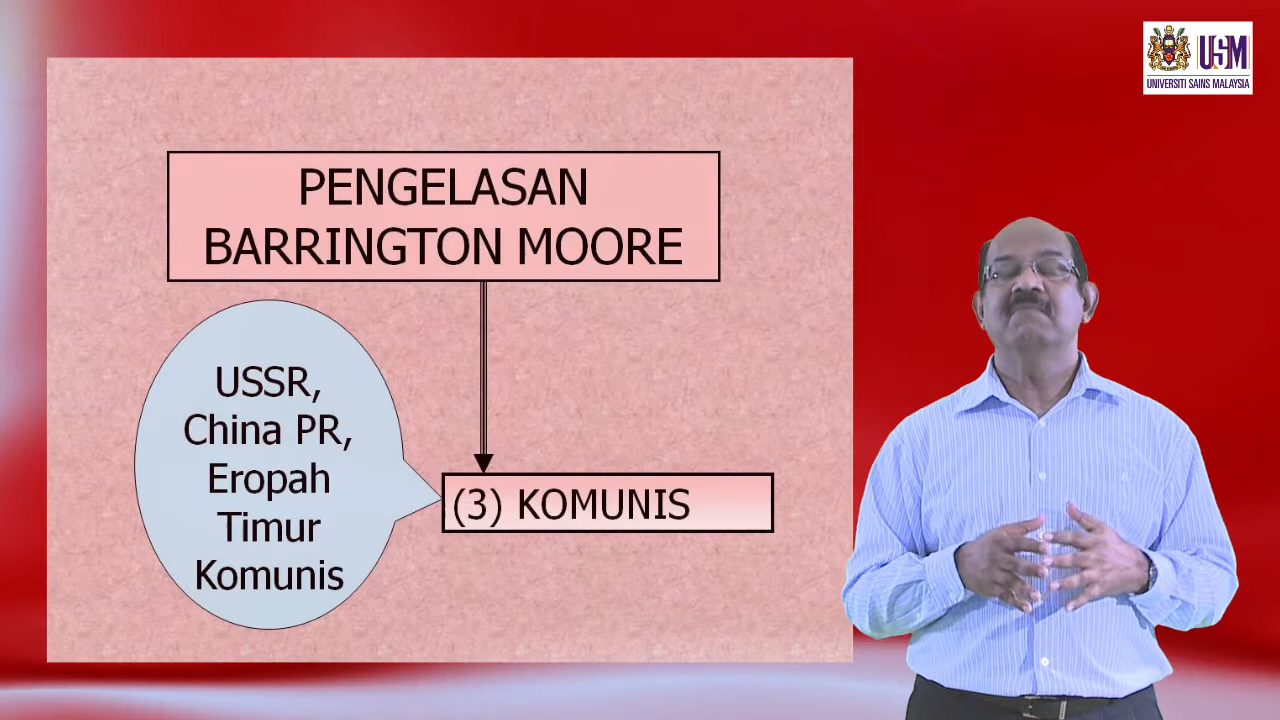 USM
UNIVERSITI SAINS MALAYSIA
PENGELASAN
BARRINGTON MOORE
USSR,
China PR,
Eropah
Timur
Komunis
(3) KOMUNIS